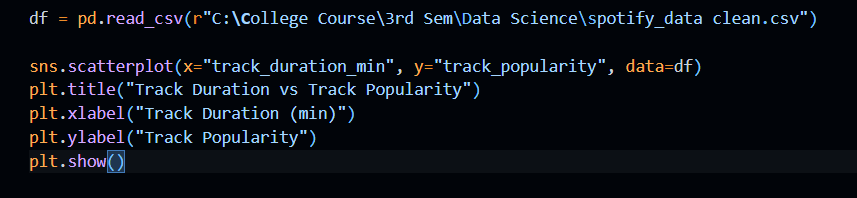 df = pd.read_csv(r"C:\College Course\3rd Sem\Data Science\spotify_data clean.csv")
sns.scatterplot(x="track_duration_min", y="track_popularity", data=df)
plt.title("Track Duration vs Track Popularity")
plt.xlabel("Track Duration (min)")
plt.ylabel("Track Popularity")
plt.show()